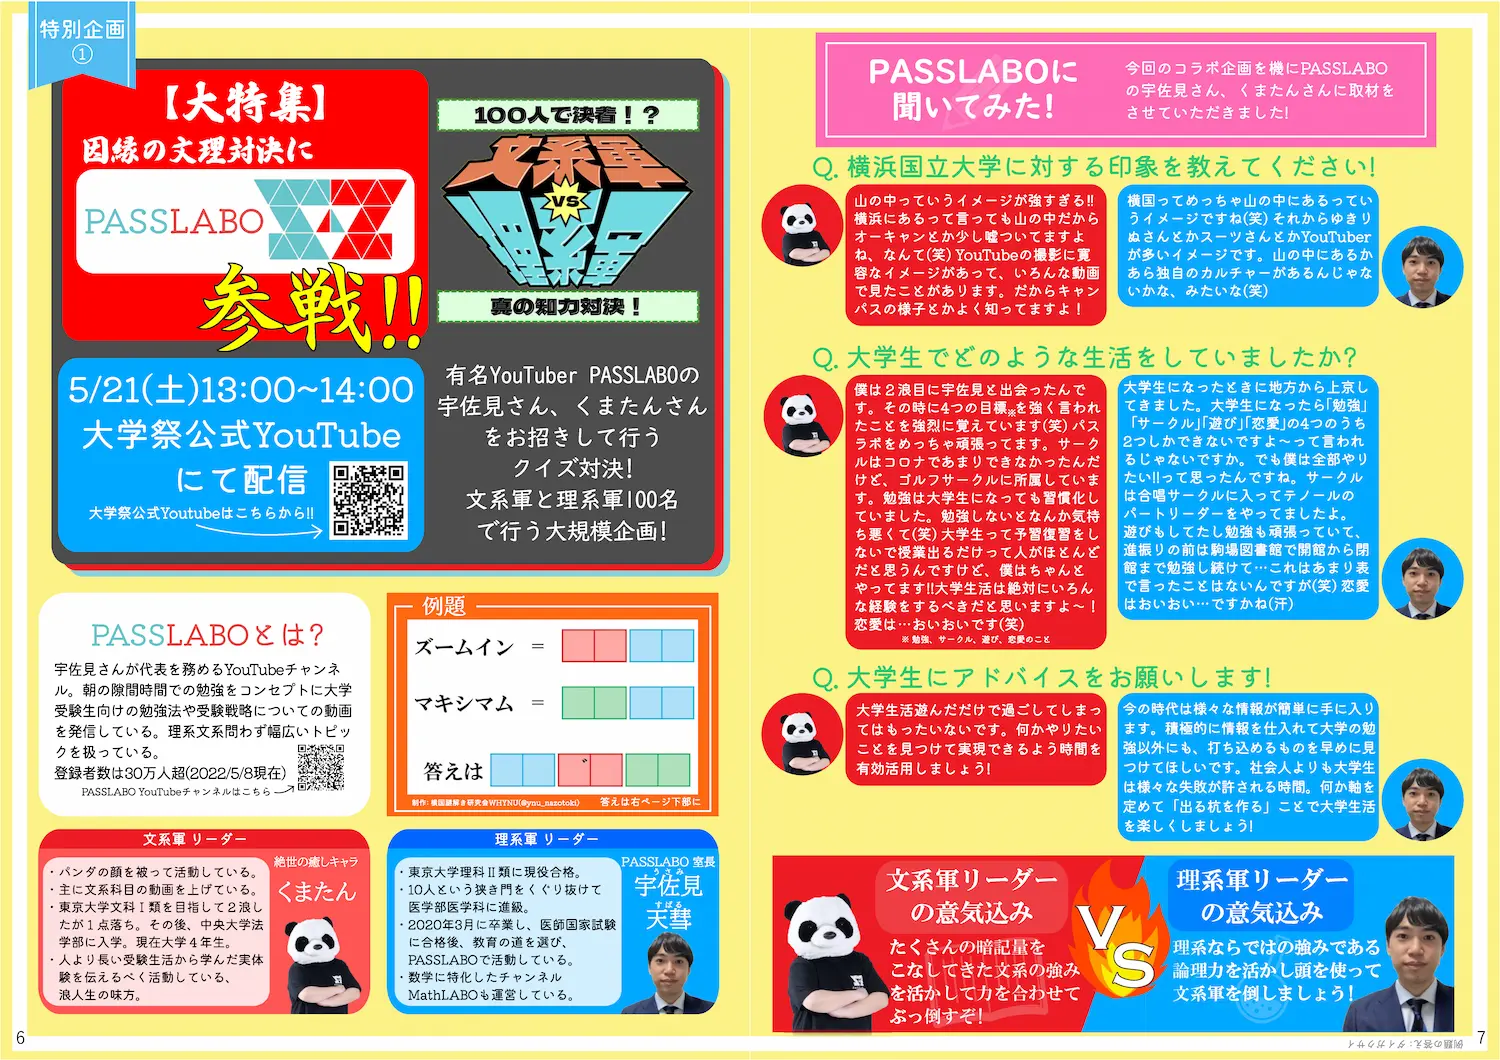 特別企画
①
【大特集】
因縁の文理対決に
PASSLABO
参戦!!
100人で決着！？
文系軍
VS
理系軍
真の知力対決！
5/21(土)13:00~14:00
大学祭公式YouTube
にて配信
大学祭公式Youtubeはこちらから!!
有名YouTuber PASSLABOの
宇佐見さん、くまたんさん
をお招きして行う
クイズ対決!
文系軍と理系軍100名
で行う大規模企画!
PASSLABOとは?
宇佐見さんが代表を務めるYouTubeチャンネ
ル。朝の隙間時間での勉強をコンセプトに大学
受験生向けの勉強法や受験戦略についての動画
を発信している。理系文系問わず幅広いトピッ
クを扱っている。
登録者数は30万人超(2022/5/8現在)
PASSLABO YouTubeチャンネルはこちら
例題
ズームイン =
マキシマム =
答えは
制作: 横国謎解き研究会WHYNU(@ynu_nazotoki)
答えは右ページ下部に
文系軍 リーダー
・パンダの顔を被って活動している。
・主に文系科目の動画を上げている。
・東京大学文科Ⅰ類を目指して２浪し
たが１点落ち。その後、中央大学法
学部に入学。現在大学４年生。
・人より長い受験生活から学んだ実体
験を伝えるべく活動している、
浪人生の味方。
絶世の癒しキャラ
くまたん
理系軍 リーダー
・東京大学理科Ⅱ類に現役合格。
・10人という狭き門をくぐり抜けて
医学部医学科に進級。
・2020年3月に卒業し、医師国家試験
に合格後、教育の道を選び、
PASSLABOで活動している。
・数学に特化したチャンネル
MathLABOも運営している。
PASSLABO 室長
うさみ
宇佐見
すばる
天彗
6
PASSLABOに
聞いてみた!
今回のコラボ企画を機にPASSLABO
の宇佐見さん、くまたんさんに取材を
させていただきました!
Q. 横浜国立大学に対する印象を教えてください!
山の中っていうイメージが強すぎる!!
横浜にあるって言っても山の中だから
オーキャンとか少し嘘ついてますよ
ね、なんて(笑) YouTubeの撮影に寛
容なイメージがあって、いろんな動画
で見たことがあります。だからキャン
パスの様子とかよく知ってますよ！
横国ってめっちゃ山の中にあるってい
うイメージですね(笑) それからゆきり
ぬさんとかスーツさんとかYouTuber
が多いイメージです。山の中にあるか
あら独自のカルチャーがあるんじゃな
いかな、みたいな(笑)
Q. 大学生でどのような生活をしていましたか?
僕は２浪目に宇佐見と出会ったんで
す。その時に4つの目標※を強く言われ
たことを強烈に覚えています(笑) パス
ラボをめっちゃ頑張ってます。サーク
ルはコロナであまりできなかったんだ
けど、ゴルフサークルに所属していま
す。勉強は大学生になっても習慣化し
ていました。勉強しないとなんか気持
ち悪くて(笑) 大学生って予習復習をし
ないで授業出るだけって人がほとんど
だと思うんですけど、僕はちゃんと
やってます!!大学生活は絶対にいろん
な経験をするべきだと思いますよ〜！
恋愛は…おいおいです(笑)
※ 勉強、サークル、遊び、恋愛のこと
大学生になったときに地方から上京し
てきました。大学生になったら｢勉強｣
｢サークル｣｢遊び｣｢恋愛｣の4つのうち
2つしかできないですよ〜って言われ
るじゃないですか。でも僕は全部やり
たい!!って思ったんですね。サークル
は合唱サークルに入ってテノールの
パートリーダーをやってましたよ。
遊びもしてたし勉強も頑張っていて、
進振りの前は駒場図書館で開館から閉
館まで勉強し続けて…これはあまり表
で言ったことはないんですが(笑) 恋愛
はおいおい…ですかね(汗)
Q. 大学生にアドバイスをお願いします!
大学生活遊んだだけで過ごしてしまっ
てはもったいないです。何かやりたい
ことを見つけて実現できるよう時間を
有効活用しましょう!
今の時代は様々な情報が簡単に手に入り
ます。積極的に情報を仕入れて大学の勉
強以外にも、打ち込めるものを早めに見
つけてほしいです。社会人よりも大学生
は様々な失敗が許される時間。何か軸を
定めて「出る杭を作る」ことで大学生活
を楽しくしましょう!
文系軍リーダー
の意気込み
たくさんの暗記量を
こなしてきた文系の強み
を活かして力を合わせて
ぶっ倒すぞ!
VS
理系軍リーダー
の意気込み
理系ならではの強みである
論理力を活かし頭を使って
文系軍を倒しましょう!
例題の答え：ダイガクサイ
7